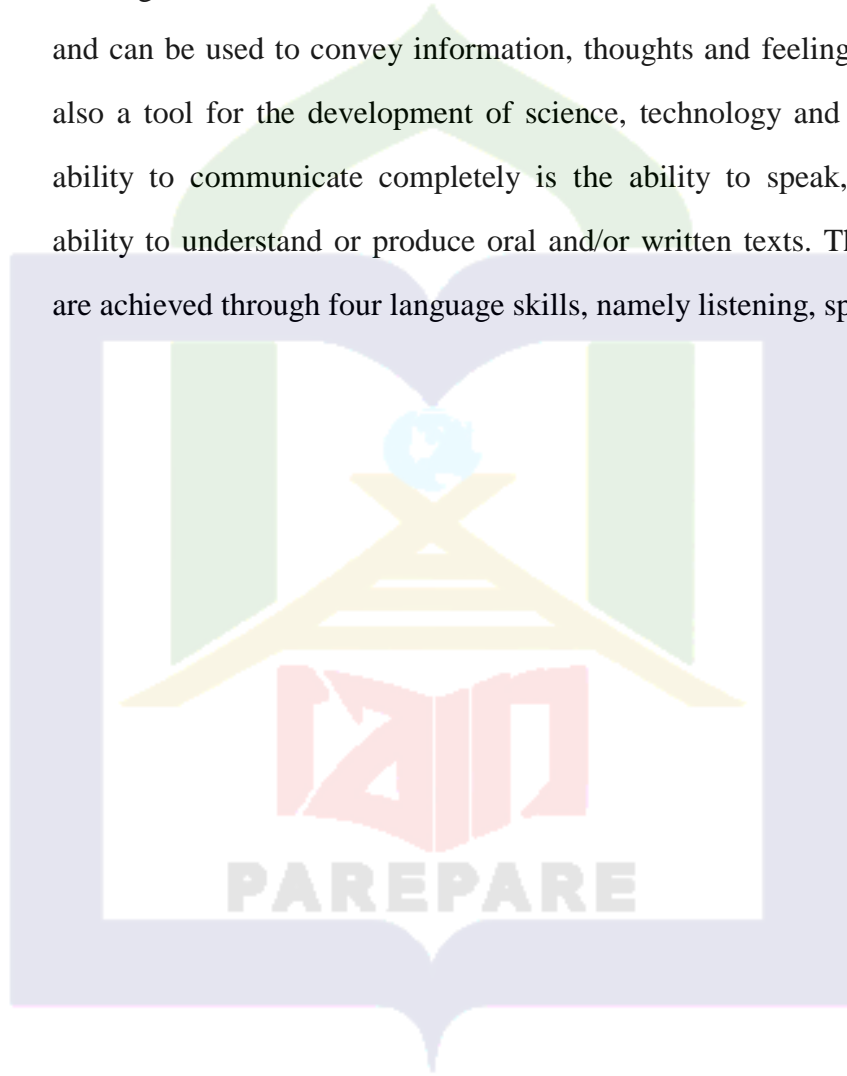 and can be used to convey information, thoughts and feeling
also a tool for the development of science, technology and
ability to communicate completely is the ability to speak,
ability to understand or produce oral and/or written texts. Th
are achieved through four language skills, namely listening, sp
PAREPARE